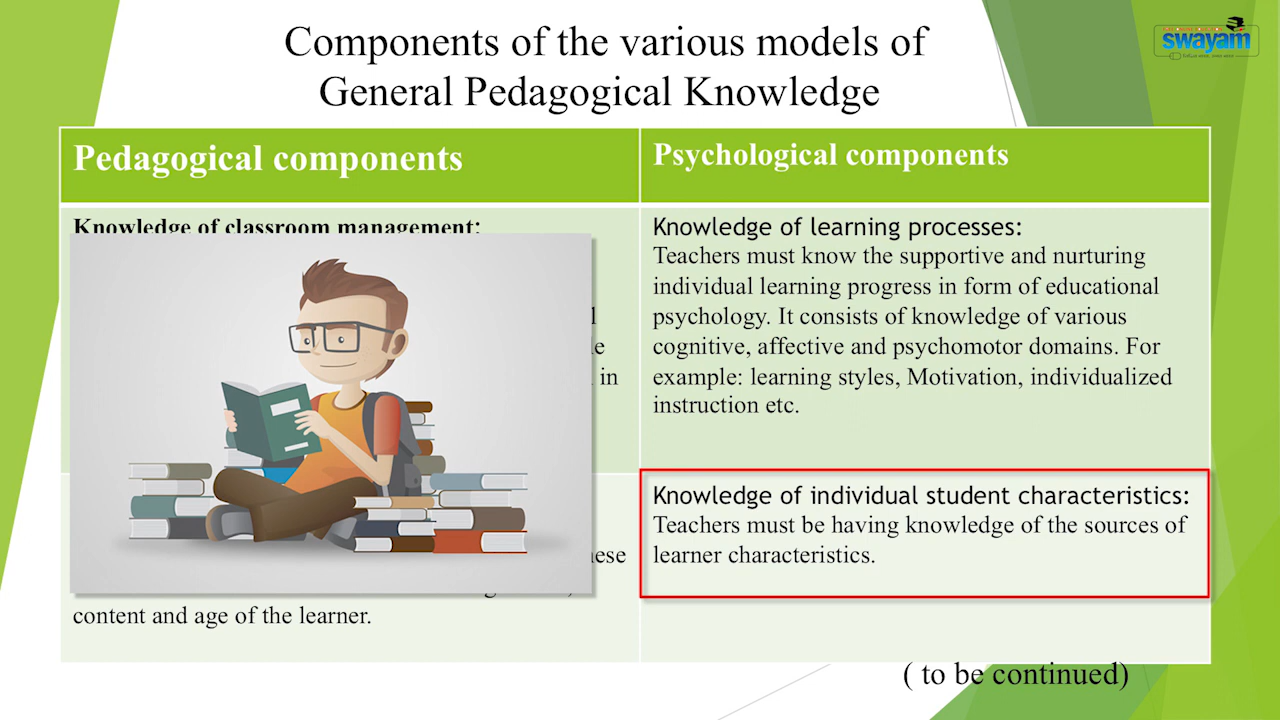 Components of the various models of
General Pedagogical Knowledge
swayam
Pedagogical components
Psychological components
Knowledge of classroom management:
in
content and age of the learner.
Knowledge of learning processes:
Teachers must know the supportive and nurturing
individual learning progress in form of educational
psychology. It consists of knowledge of various
cognitive, affective and psychomotor domains. For
example: learning styles, Motivation, individualized
instruction etc.
Knowledge of individual student characteristics:
Teachers must be having knowledge of the sources of
learner characteristics.
( to be continued)